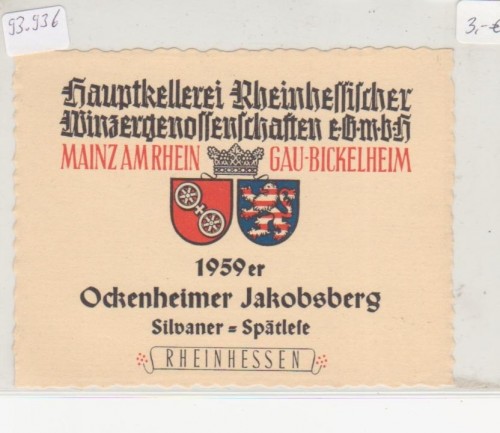 93.936
3,-€
Hauptkellerei Rheinhessischer
Winzergenossenschaften e·G·m·b·H
MAINZ AM RHEIN GAU-BICKELHEIM
1959er
Ockenheimer Jakobsberg
Silvaner = Spätlese
RHEINHESSEN